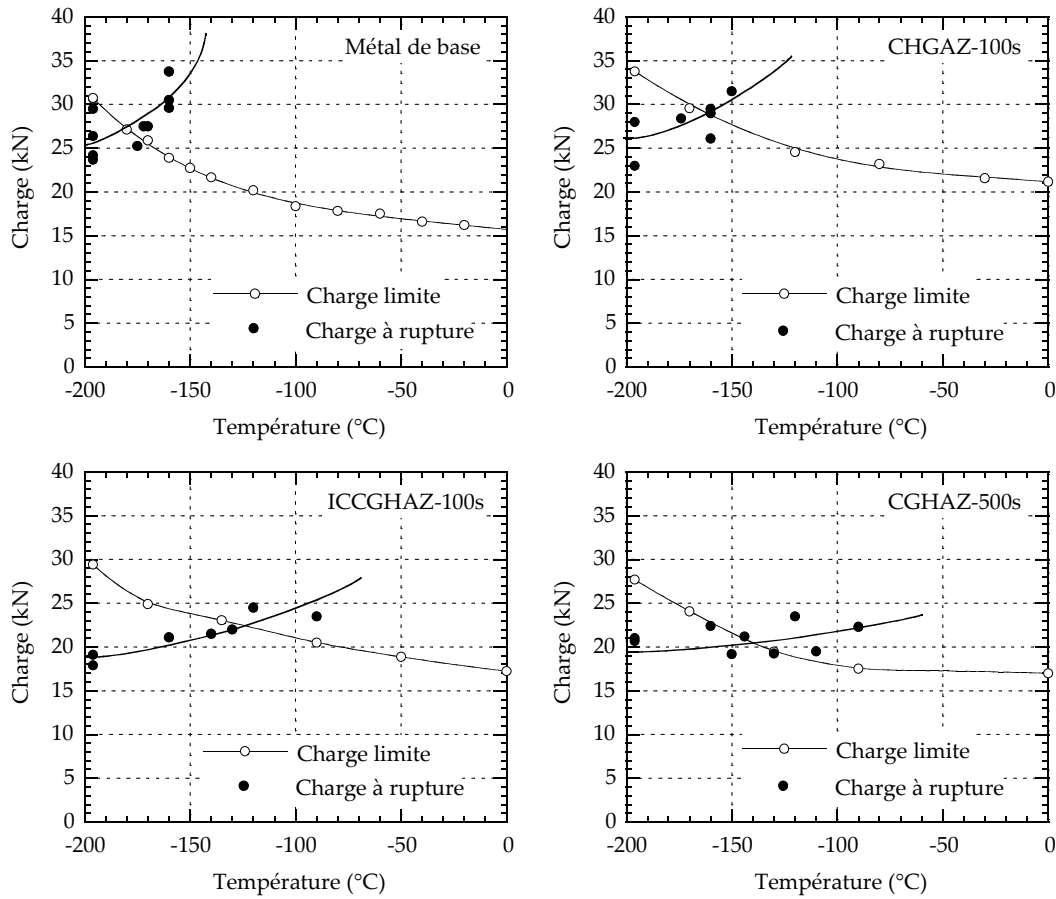 Métal de base
Charge (kN)
40
35
30
25
20
15
10
5
0
Charge limite
Charge à rupture
-200
-150
-100
-50
0
Température (°C)
CHGAZ-100s
Charge (kN)
40
35
30
25
20
15
10
5
0
Charge limite
Charge à rupture
-200
-150
-100
-50
0
Température (°C)
ICCGHAZ-100s
Charge (kN)
40
35
30
25
20
15
10
5
0
Charge limite
Charge à rupture
-200
-150
-100
-50
0
Température (°C)
CGHAZ-500s
Charge (kN)
40
35
30
25
20
15
10
5
0
Charge limite
Charge à rupture
-200
-150
-100
-50
0
Température (°C)